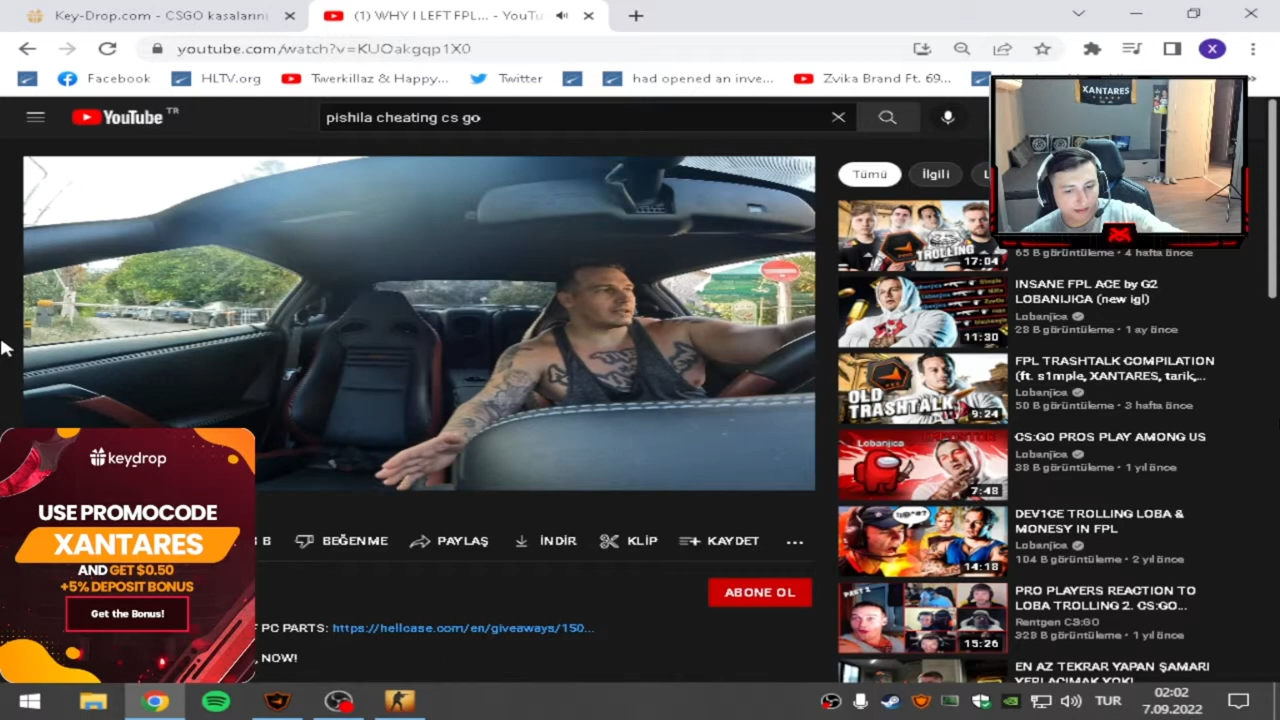 Key-Drop.com - CSGO kasaların
(1) WHY I LEFT FPL... - YouTu
youtube.com/watch?v=KUOakgqp1X0
X
Facebook
HLTV.org
Twerkillaz & Happy...
Twitter
had opened an inve...
Zvika Brand Ft. 69...
YouTube TR
pishila cheating cs go
XANTARES
Tümü
İlgili
TROLLING
17:04
65 B görüntüleme • 4 hafta önce
INSANE FPL ACE by G2
LOBANIJICA (new igl)
Lobanjica
2B görüntüleme • 1 ay önce
11:30
FPL TRASHTALK COMPILATION
(ft. s1mple, XANTARES, tarik,...
Lobanjica
50 B görüntüleme • 3 hafta önce
OLD
TRASHTALK
9:24
CS:GO PROS PLAY AMONG US
Lobanjica
38 B görüntüleme • 1 yıl önce
Lobanjica
7:48
DEV1CE TROLLING LOBA &
MONESY IN FPL
Lobanjica
104 B görüntüleme • 2 yıl önce
14:18
PRO PLAYERS REACTION TO
LOBA TROLLING 2. CS:GO...
Rentgen CS:GO
329 B görüntüleme • 1 yıl önce
15:26
EN AZ TEKRAR YAPAN ŞAMARI
keydrop
USE PROMOCODE
XANTARES
AND GET $0.50
+5% DEPOSIT BONUS
Get the Bonus!
B
BEĞENME
PAYLAŞ
İNDİR
KLİP
KAYDET
ABONE OL
PC PARTS: https://hellcase.com/en/giveaways/150...
, NOW!
TUR
02:02
7.09.2022